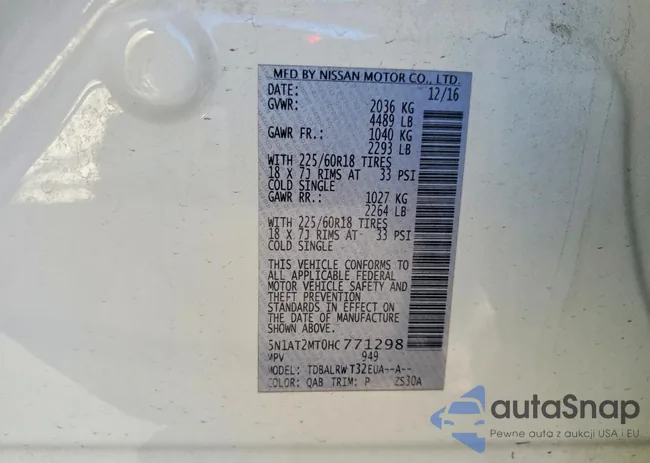 MFD BY NISSAN MOTOR CO., LTD.
DATE: 12/16
GVWR: 2036 KG
4489 LB
GAWR FR.: 1040 KG
2293 LB
WITH 225/60R18 TIRES
18 X 7J RIMS AT 33 PSI
COLD SINGLE
GAWR RR.: 1027 KG
2264 LB
WITH 225/60R18 TIRES
18 X 7J RIMS AT 33 PSI
COLD SINGLE
THIS VEHICLE CONFORMS TO
ALL APPLICABLE FEDERAL
MOTOR VEHICLE SAFETY AND
THEFT PREVENTION
STANDARDS IN EFFECT ON
THE DATE OF MANUFACTURE
SHOWN ABOVE.
5N1AT2MT0HC771298
MPV 949
MODEL: TDBALRW T32EUA--A--
COLOR: QAB TRIM: P ZS30A
autaSnap
Pewne auta z aukcji USA i EU